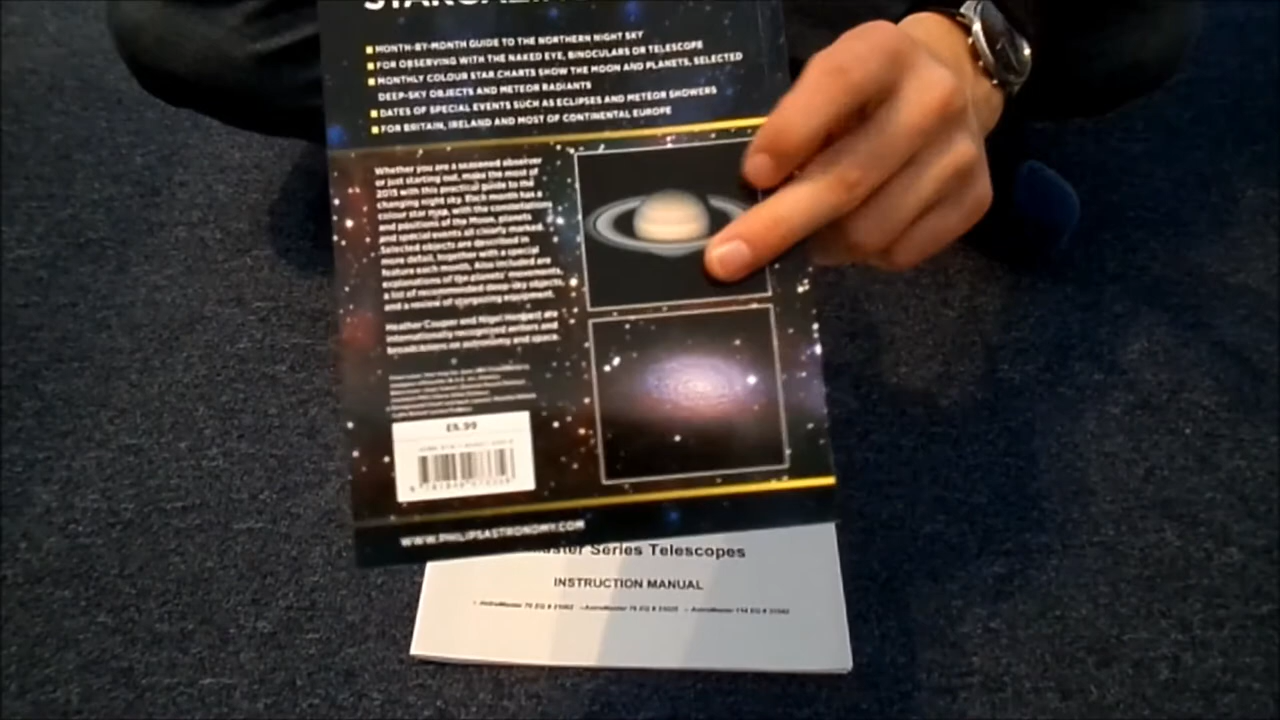 MONTH-BY-MONTH GUIDE TO THE NORTHERN NIGHT SKY
FOR OBSERVING WITH THE NAKED EYE, BINOCULARS OR TELESCOPE
MONTHLY COLOUR STAR CHARTS SHOW THE MOON AND PLANETS, SELECTED
DEEP-SKY OBJECTS AND METEOR RADIANTS
DATES OF SPECIAL EVENTS SUCH AS ECLIPSES AND METEOR SHOWERS
FOR BRITAIN, IRELAND AND MOST OF CONTINENTAL EUROPE
Whether you are a seasoned observer
or just starting out, make the most of
2015 with this practical guide to the
changing night sky. Each month has a
colour star map, with the constellations
and positions of the Moon, planets
and special events all clearly marked.
Selected objects are described in
more detail, together with a special
feature each month. Also included are
explanations of the planets' movements,
a list of recommended deep-sky objects,
and a review of stargazing equipment.
Heather Couper and Nigel Henbest are
internationally recognized writers and
broadcasters on astronomy and space.
WWW.PHILIPSASTRONOMY.COM
Series Telescopes
INSTRUCTION MANUAL